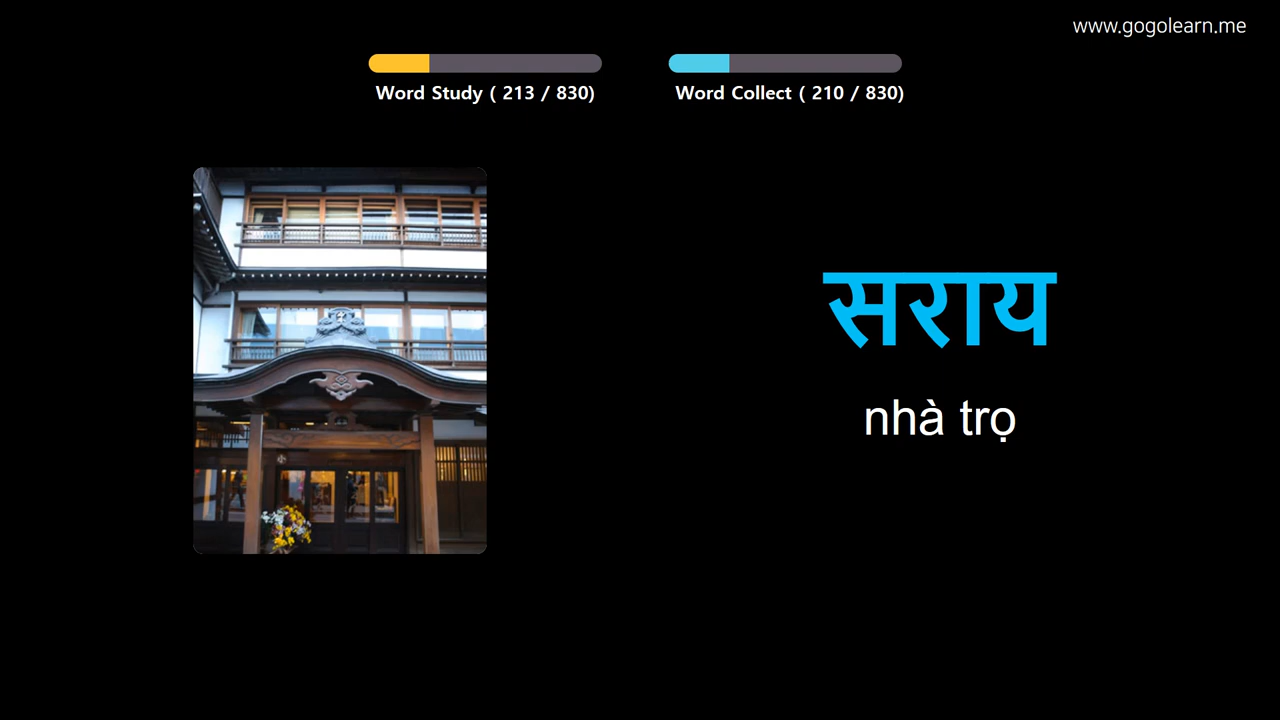 www.gogolearn.me
Word Study ( 213 / 830)
Word Collect ( 210 / 830)
सराय
nhà trọ